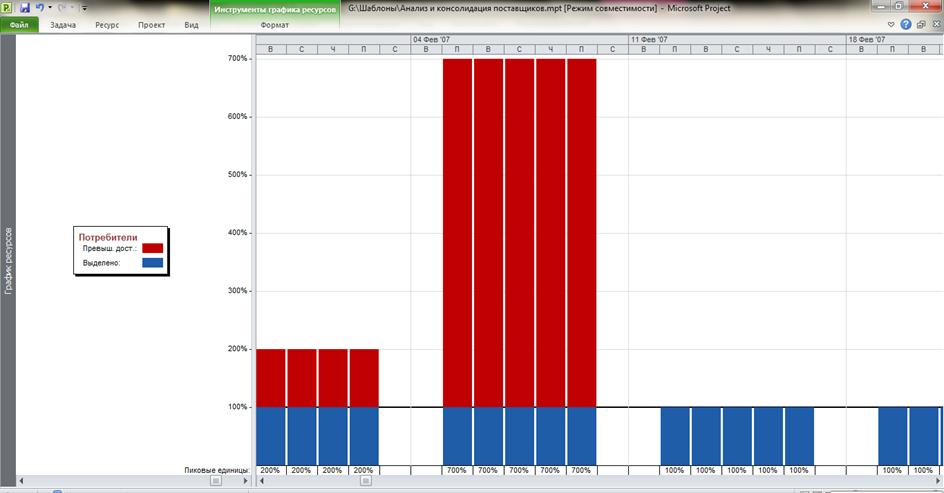 Инструменты графика ресурсов
G:\Шаблоны\Анализ и консолидация поставщиков.mpt [Режим совместимости] - Microsoft Project
Файл Задача Ресурс Проект Вид Формат
04 Фев '07 11 Фев '07 18 Фев '07
В С Ч П С В П В С Ч П С В П В С Ч П С В П В
700%
600%
500%
400%
300%
200%
100%
График ресурсов
Потребители
Превыш. дост.:
Выделено:
Пиковые единицы: 200% 200% 200% 200% 700% 700% 700% 700% 700% 100% 100% 100% 100% 100% 100% 100%